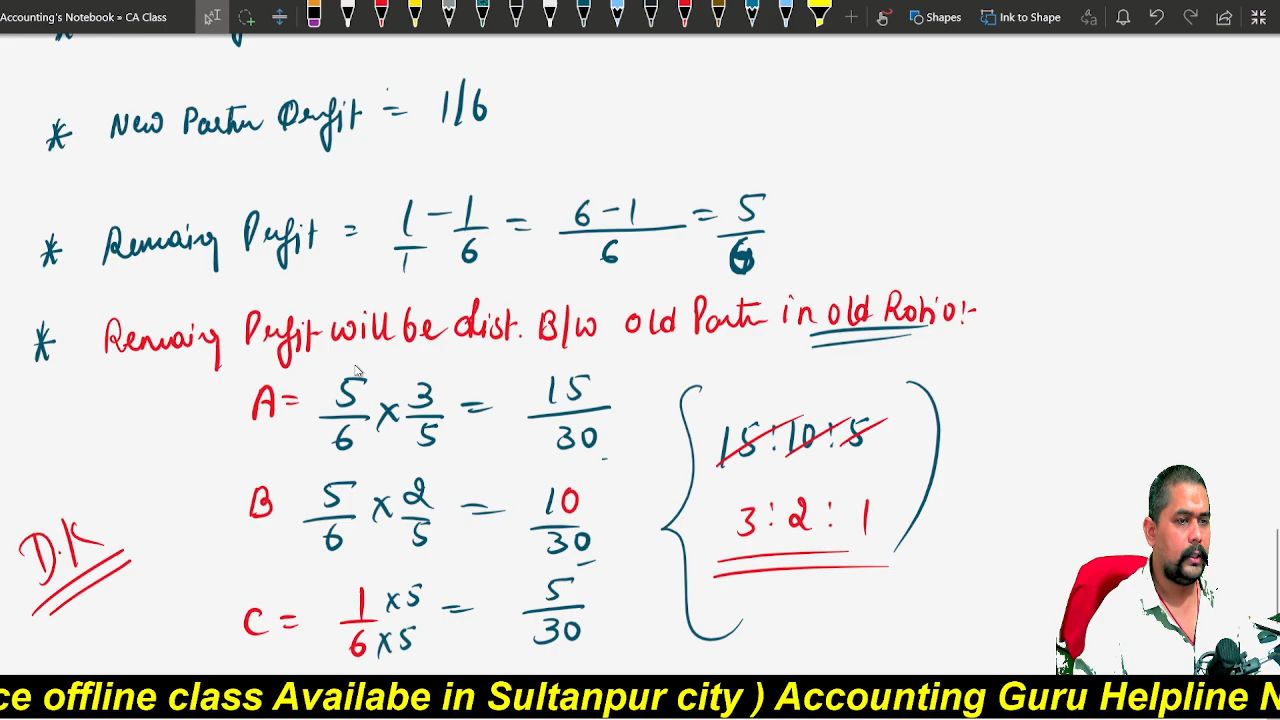 Accounting's Notebook » CA Class
Shapes
Ink to Shape
* New Partn Profit = 1/6
* Remaing Profit = 1/1 - 1/6 = 6-1/6 = 5/6
* Remaing Profit will be dist. B/w old Partn in old Ratio:-
A= 5/6 × 3/5 = 15/30
15:10:5
B 5/6 × 2/5 = 10/30
3:2:1
D.K
C = 1/6 ×5/×5 = 5/30
ce offline class Availabe in Sultanpur city ) Accounting Guru Helpline N